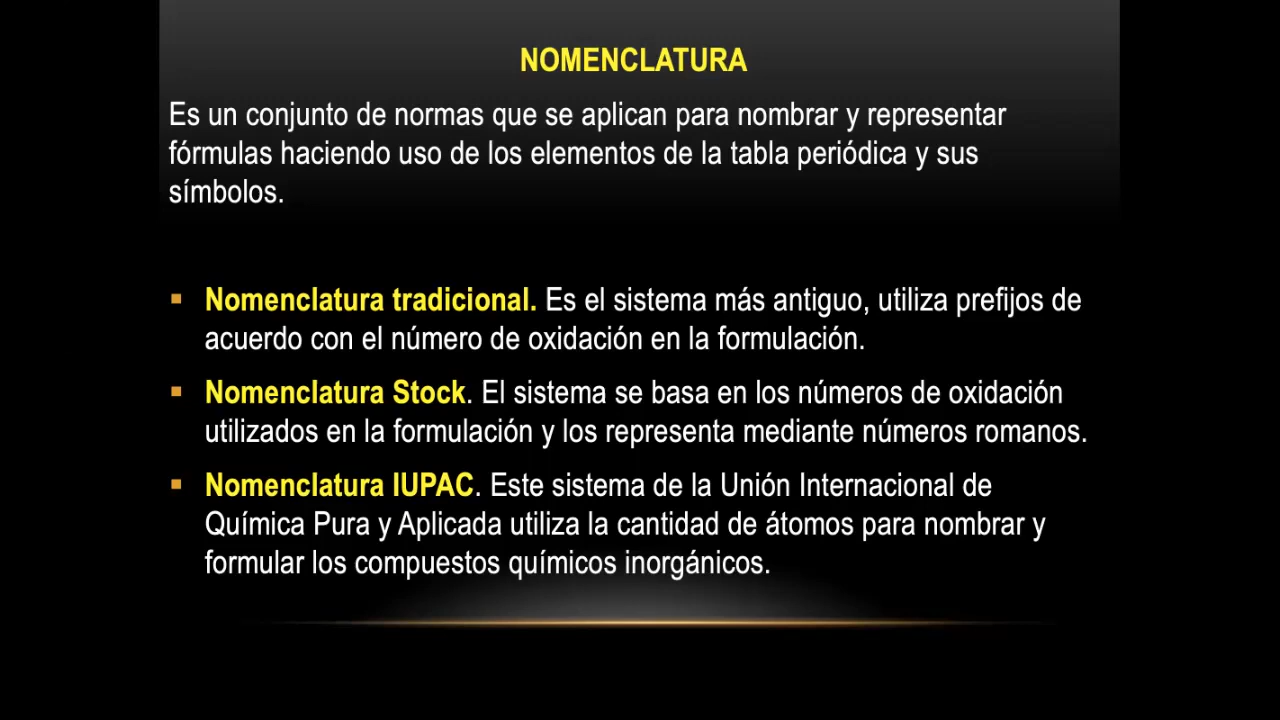 NOMENCLATURA
Es un conjunto de normas que se aplican para nombrar y representar
fórmulas haciendo uso de los elementos de la tabla periódica y sus
símbolos.
▪ Nomenclatura tradicional. Es el sistema más antiguo, utiliza prefijos de
acuerdo con el número de oxidación en la formulación.
▪ Nomenclatura Stock. El sistema se basa en los números de oxidación
utilizados en la formulación y los representa mediante números romanos.
▪ Nomenclatura IUPAC. Este sistema de la Unión Internacional de
Química Pura y Aplicada utiliza la cantidad de átomos para nombrar y
formular los compuestos químicos inorgánicos.